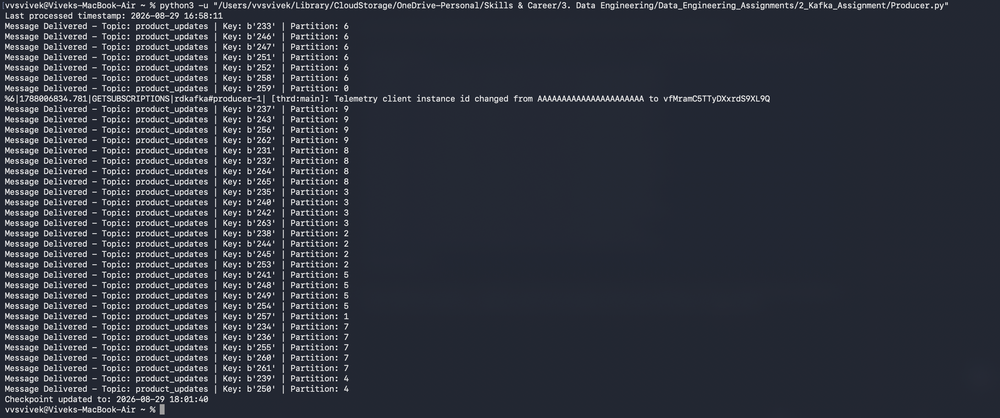 [vvsvivek@Viveks-MacBook-Air ~ % python3 -u "/Users/vvsvivek/Library/CloudStorage/OneDrive-Personal/Skills & Career/3. Data Engineering/Data_Engineering_Assignments/2_Kafka_Assignment/Producer.py"
Last processed timestamp: 2026-08-29 16:58:11
Message Delivered - Topic: product_updates | Key: b'233' | Partition: 6
Message Delivered - Topic: product_updates | Key: b'246' | Partition: 6
Message Delivered - Topic: product_updates | Key: b'247' | Partition: 6
Message Delivered - Topic: product_updates | Key: b'251' | Partition: 6
Message Delivered - Topic: product_updates | Key: b'252' | Partition: 6
Message Delivered - Topic: product_updates | Key: b'258' | Partition: 6
Message Delivered - Topic: product_updates | Key: b'259' | Partition: 0
%6|1788006834.781|GETSUBSCRIPTIONS|rdkafka#producer-1| [thrd:main]: Telemetry client instance id changed from AAAAAAAAAAAAAAAAAAAAAA to vfMramC5TTyDXxrdS9XL9Q
Message Delivered - Topic: product_updates | Key: b'237' | Partition: 9
Message Delivered - Topic: product_updates | Key: b'243' | Partition: 9
Message Delivered - Topic: product_updates | Key: b'256' | Partition: 9
Message Delivered - Topic: product_updates | Key: b'262' | Partition: 9
Message Delivered - Topic: product_updates | Key: b'231' | Partition: 8
Message Delivered - Topic: product_updates | Key: b'232' | Partition: 8
Message Delivered - Topic: product_updates | Key: b'264' | Partition: 8
Message Delivered - Topic: product_updates | Key: b'265' | Partition: 8
Message Delivered - Topic: product_updates | Key: b'235' | Partition: 3
Message Delivered - Topic: product_updates | Key: b'240' | Partition: 3
Message Delivered - Topic: product_updates | Key: b'242' | Partition: 3
Message Delivered - Topic: product_updates | Key: b'263' | Partition: 3
Message Delivered - Topic: product_updates | Key: b'238' | Partition: 2
Message Delivered - Topic: product_updates | Key: b'244' | Partition: 2
Message Delivered - Topic: product_updates | Key: b'245' | Partition: 2
Message Delivered - Topic: product_updates | Key: b'253' | Partition: 2
Message Delivered - Topic: product_updates | Key: b'241' | Partition: 5
Message Delivered - Topic: product_updates | Key: b'248' | Partition: 5
Message Delivered - Topic: product_updates | Key: b'249' | Partition: 5
Message Delivered - Topic: product_updates | Key: b'254' | Partition: 5
Message Delivered - Topic: product_updates | Key: b'257' | Partition: 1
Message Delivered - Topic: product_updates | Key: b'234' | Partition: 7
Message Delivered - Topic: product_updates | Key: b'236' | Partition: 7
Message Delivered - Topic: product_updates | Key: b'255' | Partition: 7
Message Delivered - Topic: product_updates | Key: b'260' | Partition: 7
Message Delivered - Topic: product_updates | Key: b'261' | Partition: 7
Message Delivered - Topic: product_updates | Key: b'239' | Partition: 4
Message Delivered - Topic: product_updates | Key: b'250' | Partition: 4
Checkpoint updated to: 2026-08-29 18:01:40
vvsvivek@Viveks-MacBook-Air ~ %